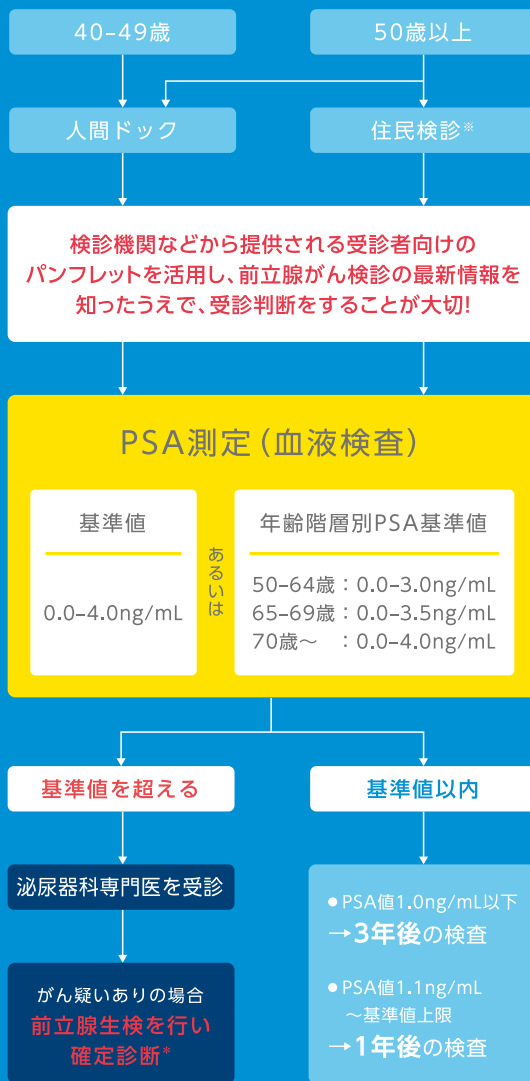 40–49歳
50歳以上
人間ドック
住民検診※
検診機関などから提供される受診者向けの
パンフレットを活用し、前立腺がん検診の最新情報を
知ったうえで、受診判断をすることが大切!
PSA測定（血液検査）
基準値
0.0–4.0ng/mL
あるいは
年齢階層別PSA基準値
50–64歳：0.0–3.0ng/mL
65–69歳：0.0–3.5ng/mL
70歳～　：0.0–4.0ng/mL
基準値を超える
基準値以内
泌尿器科専門医を受診
がん疑いありの場合
前立腺生検を行い
確定診断*
●PSA値1.0ng/mL以下
→3年後の検査
●PSA値1.1ng/mL
～基準値上限
→1年後の検査